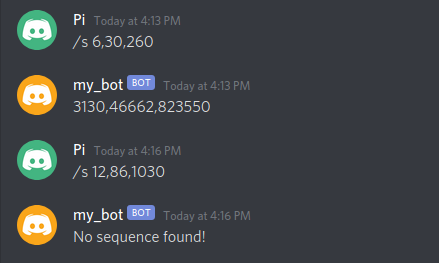 Pi Today at 4:13 PM
/s 6,30,260
my_bot BOT Today at 4:13 PM
3130,46662,823550
Pi Today at 4:16 PM
/s 12,86,1030
my_bot BOT Today at 4:16 PM
No sequence found!